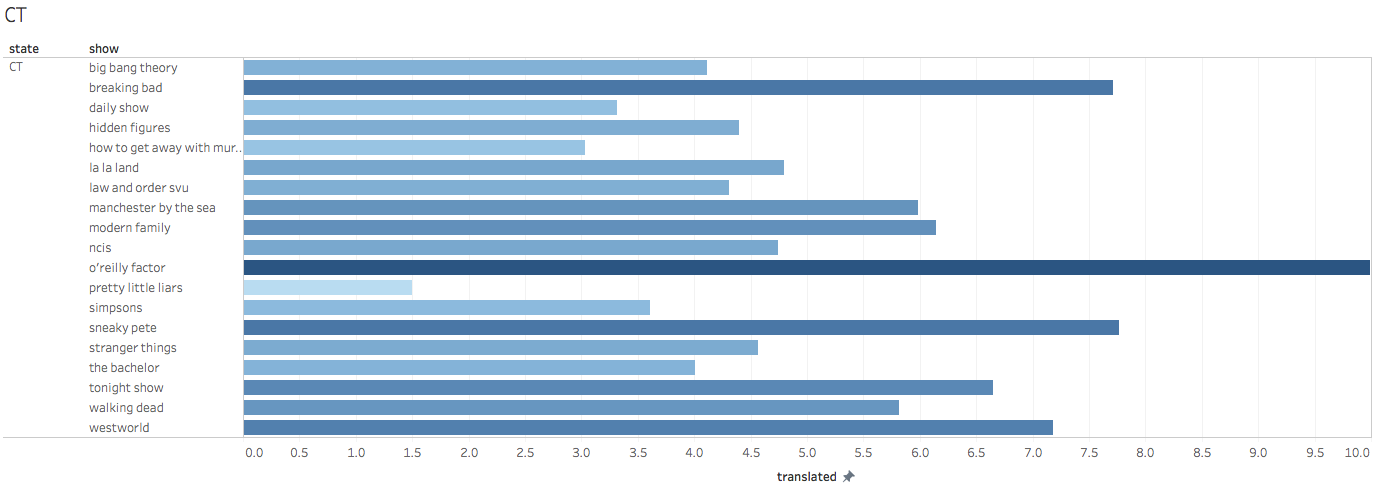 CT
state show
CT big bang theory
breaking bad
daily show
hidden figures
how to get away with mur..
la la land
law and order svu
manchester by the sea
modern family
ncis
o'reilly factor
pretty little liars
simpsons
sneaky pete
stranger things
the bachelor
tonight show
walking dead
westworld
0.0 0.5 1.0 1.5 2.0 2.5 3.0 3.5 4.0 4.5 5.0 5.5 6.0 6.5 7.0 7.5 8.0 8.5 9.0 9.5 10.0
translated